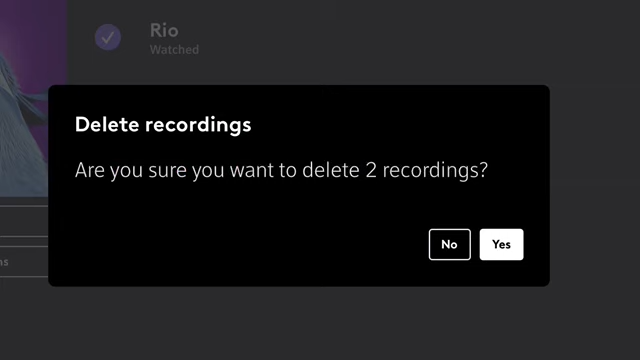 Rio
Watched
Delete recordings
Are you sure you want to delete 2 recordings?
No
Yes